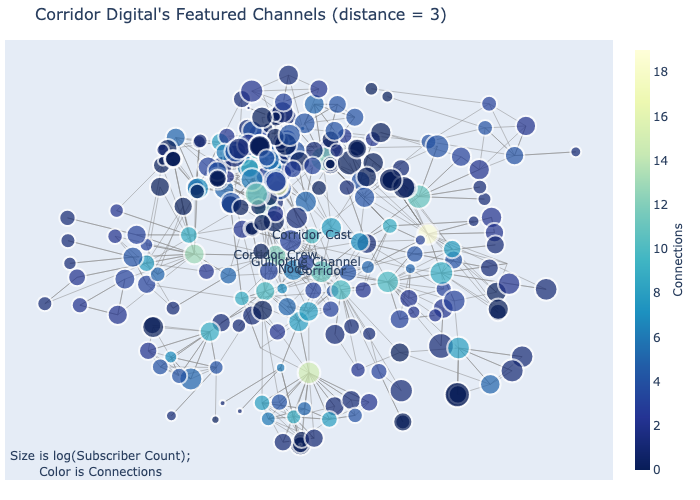 Corridor Digital's Featured Channels (distance = 3)
Corridor Cast
Corridor Crew
Guillotine Channel
Node
Corridor
18
16
14
12
10
8
6
4
2
0
Connections
Size is log(Subscriber Count);
Color is Connections